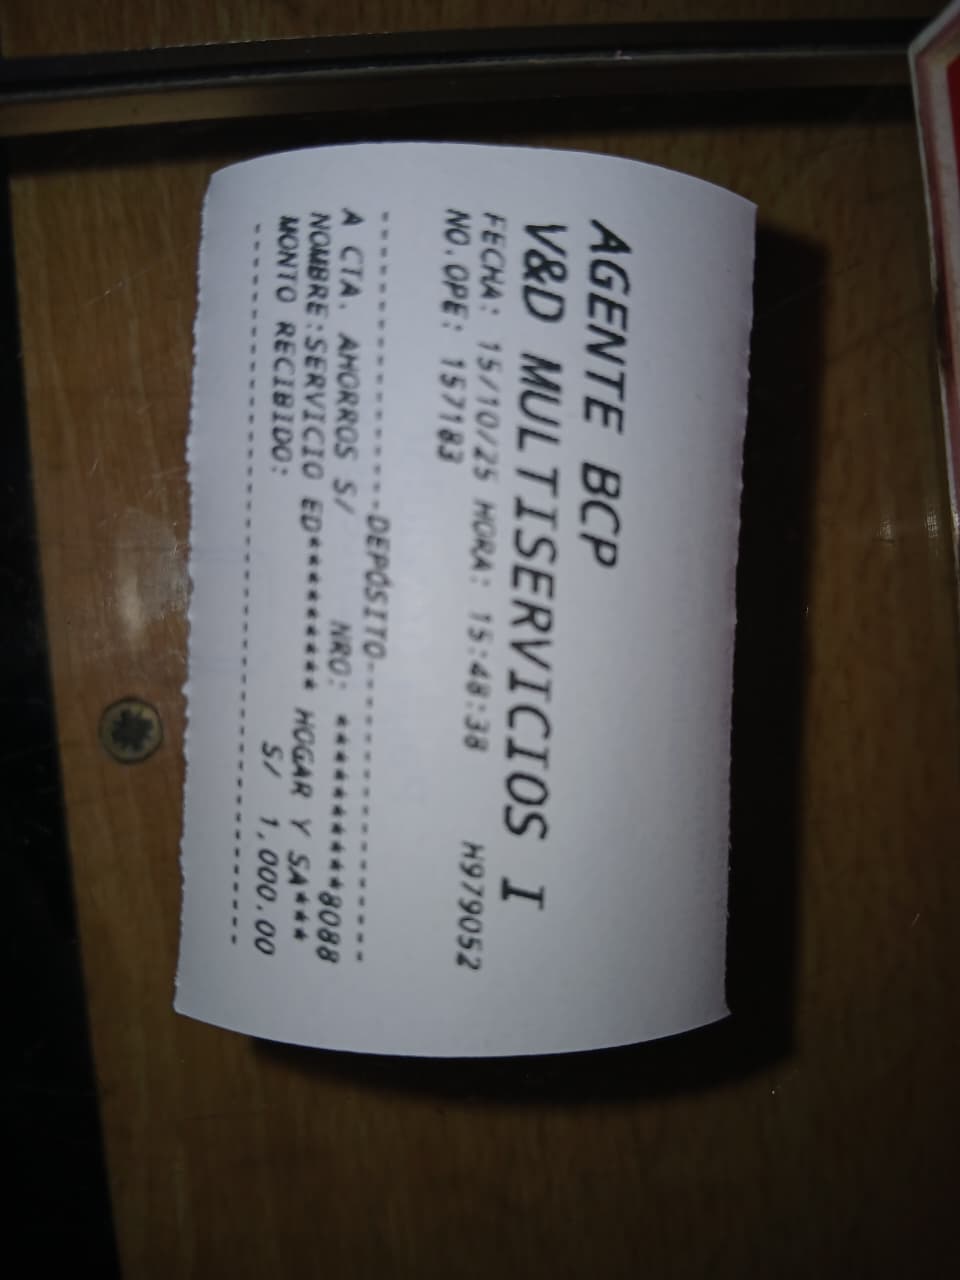 AGENTE BCP
V&D MULTISERVICIOS I
FECHA: 15/10/25 HORA: 15:48:38 H979052
NO.OPE: 157183
--------------------DEPÓSITO--------------------
A CTA. AHORROS S/ NRO: **********8088
NOMBRE:SERVICIO ED********** HOGAR Y SA****
MONTO RECIBIDO: S/ 1,000.00
------------------------------------------------